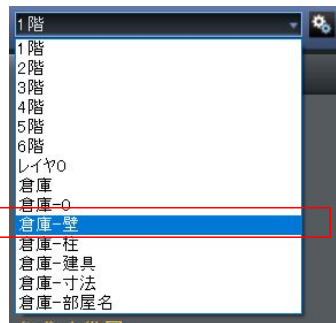 1階
1階
2階
3階
4階
5階
6階
レイヤ0
倉庫
倉庫-0
倉庫-壁
倉庫-柱
倉庫-建具
倉庫-寸法
倉庫-部屋名